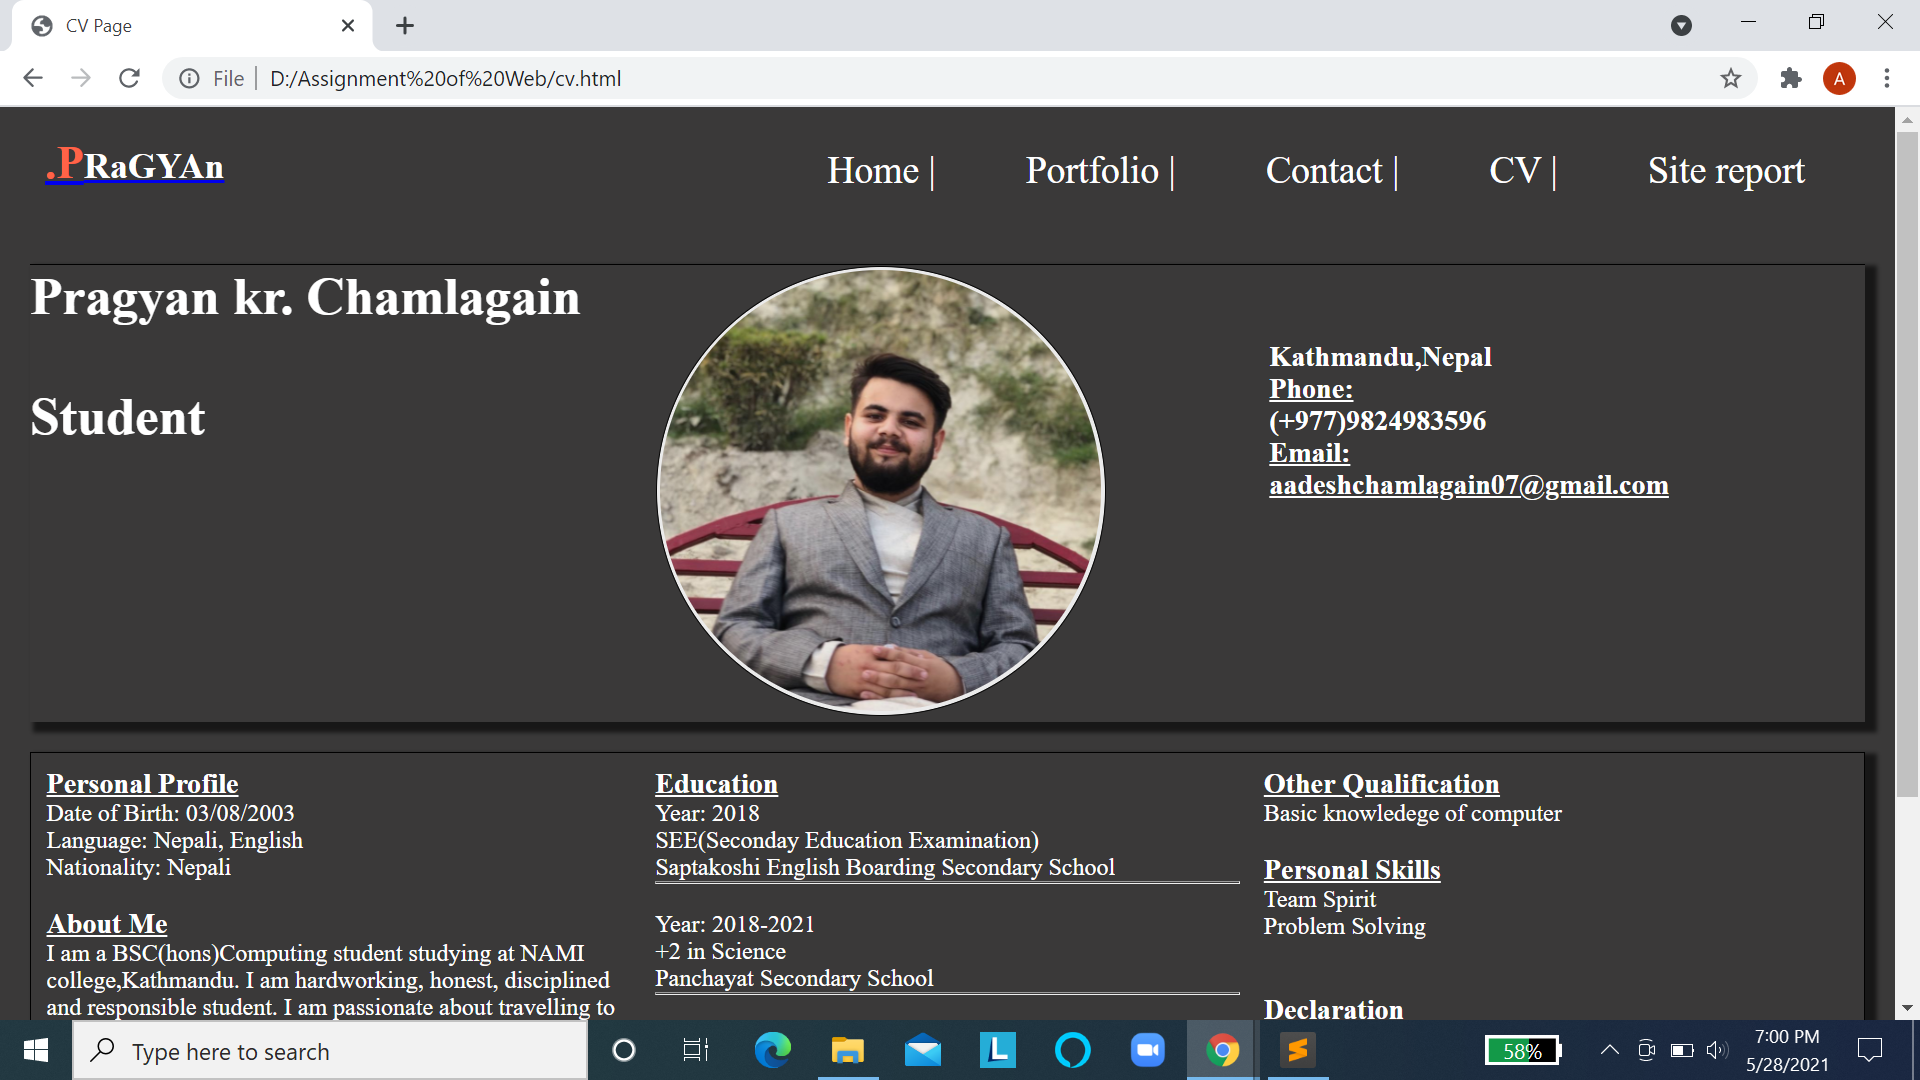 CV Page
File
D:/Assignment%20of%20Web/cv.html
A
.PRaGYAn
Home |
Portfolio |
Contact |
CV |
Site report
Pragyan kr. Chamlagain
Student
Kathmandu,Nepal
Phone:
(+977)9824983596
Email:
aadeshchamlagain07@gmail.com
Personal Profile
Date of Birth: 03/08/2003
Language: Nepali, English
Nationality: Nepali
About Me
I am a BSC(hons)Computing student studying at NAMI
college,Kathmandu. I am hardworking, honest, disciplined
and responsible student. I am passionate about travelling to
Education
Year: 2018
SEE(Seconday Education Examination)
Saptakoshi English Boarding Secondary School
Year: 2018-2021
+2 in Science
Panchayat Secondary School
Other Qualification
Basic knowledege of computer
Personal Skills
Team Spirit
Problem Solving
Declaration
Type here to search
L
58%
7:00 PM
5/28/2021